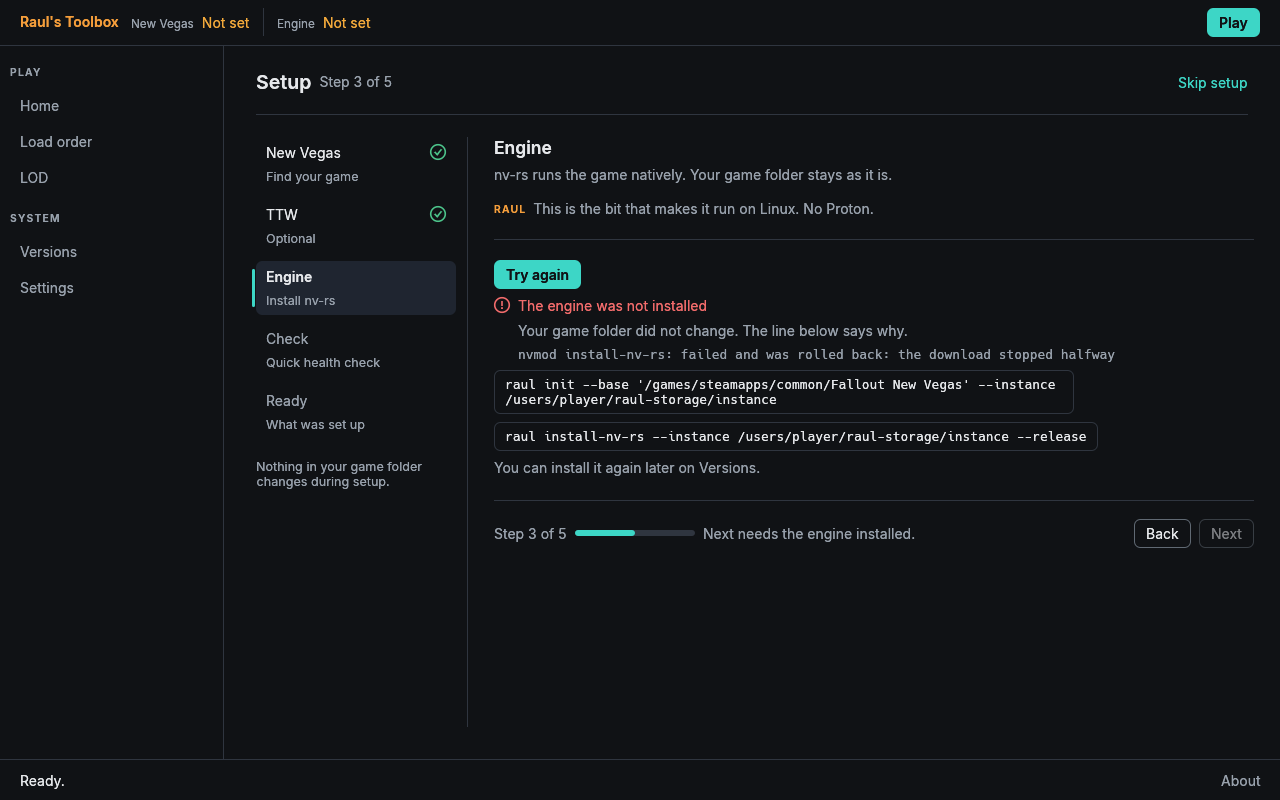 Raul's Toolbox New Vegas Not set Engine Not set Play
PLAY
Home
Load order
LOD
SYSTEM
Versions
Settings
Setup Step 3 of 5 Skip setup
New Vegas
Find your game
TTW
Optional
Engine
Install nv-rs
Check
Quick health check
Ready
What was set up
Nothing in your game folder
changes during setup.
Engine
nv-rs runs the game natively. Your game folder stays as it is.
RAUL This is the bit that makes it run on Linux. No Proton.
Try again
The engine was not installed
Your game folder did not change. The line below says why.
nvmod install-nv-rs: failed and was rolled back: the download stopped halfway
raul init --base '/games/steamapps/common/Fallout New Vegas' --instance
/users/player/raul-storage/instance
raul install-nv-rs --instance /users/player/raul-storage/instance --release
You can install it again later on Versions.
Step 3 of 5 Next needs the engine installed. Back Next
Ready. About